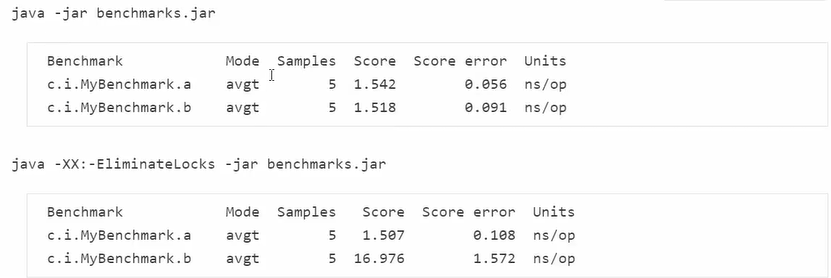 java -jar benchmarks.jar
Benchmark Mode Samples Score Score error Units
c.i.MyBenchmark.a avgt 5 1.542 0.056 ns/op
c.i.MyBenchmark.b avgt 5 1.518 0.091 ns/op
java -XX:-EliminateLocks -jar benchmarks.jar
Benchmark Mode Samples Score Score error Units
c.i.MyBenchmark.a avgt 5 1.507 0.108 ns/op
c.i.MyBenchmark.b avgt 5 16.976 1.572 ns/op